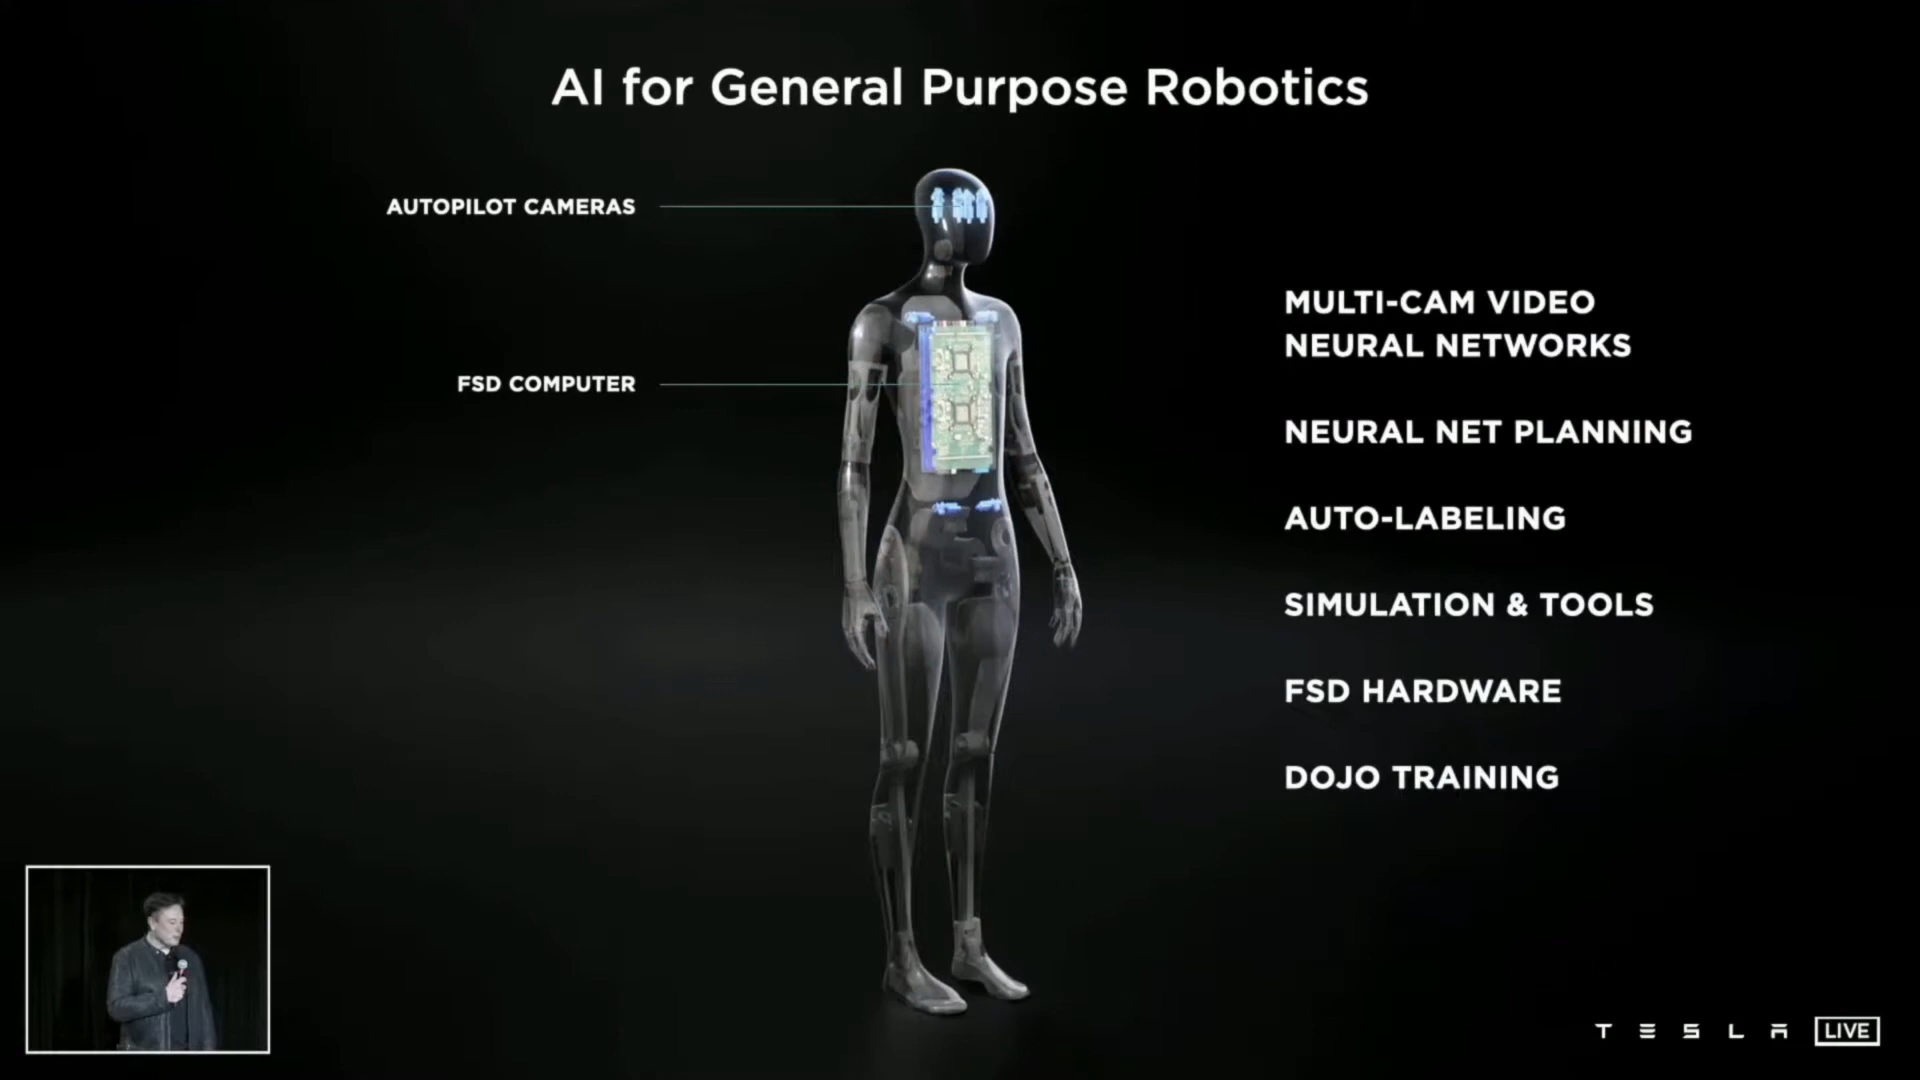 AI for General Purpose Robotics
AUTOPILOT CAMERAS
FSD COMPUTER
MULTI-CAM VIDEO
NEURAL NETWORKS
NEURAL NET PLANNING
AUTO-LABELING
SIMULATION & TOOLS
FSD HARDWARE
DOJO TRAINING
TESLA LIVE